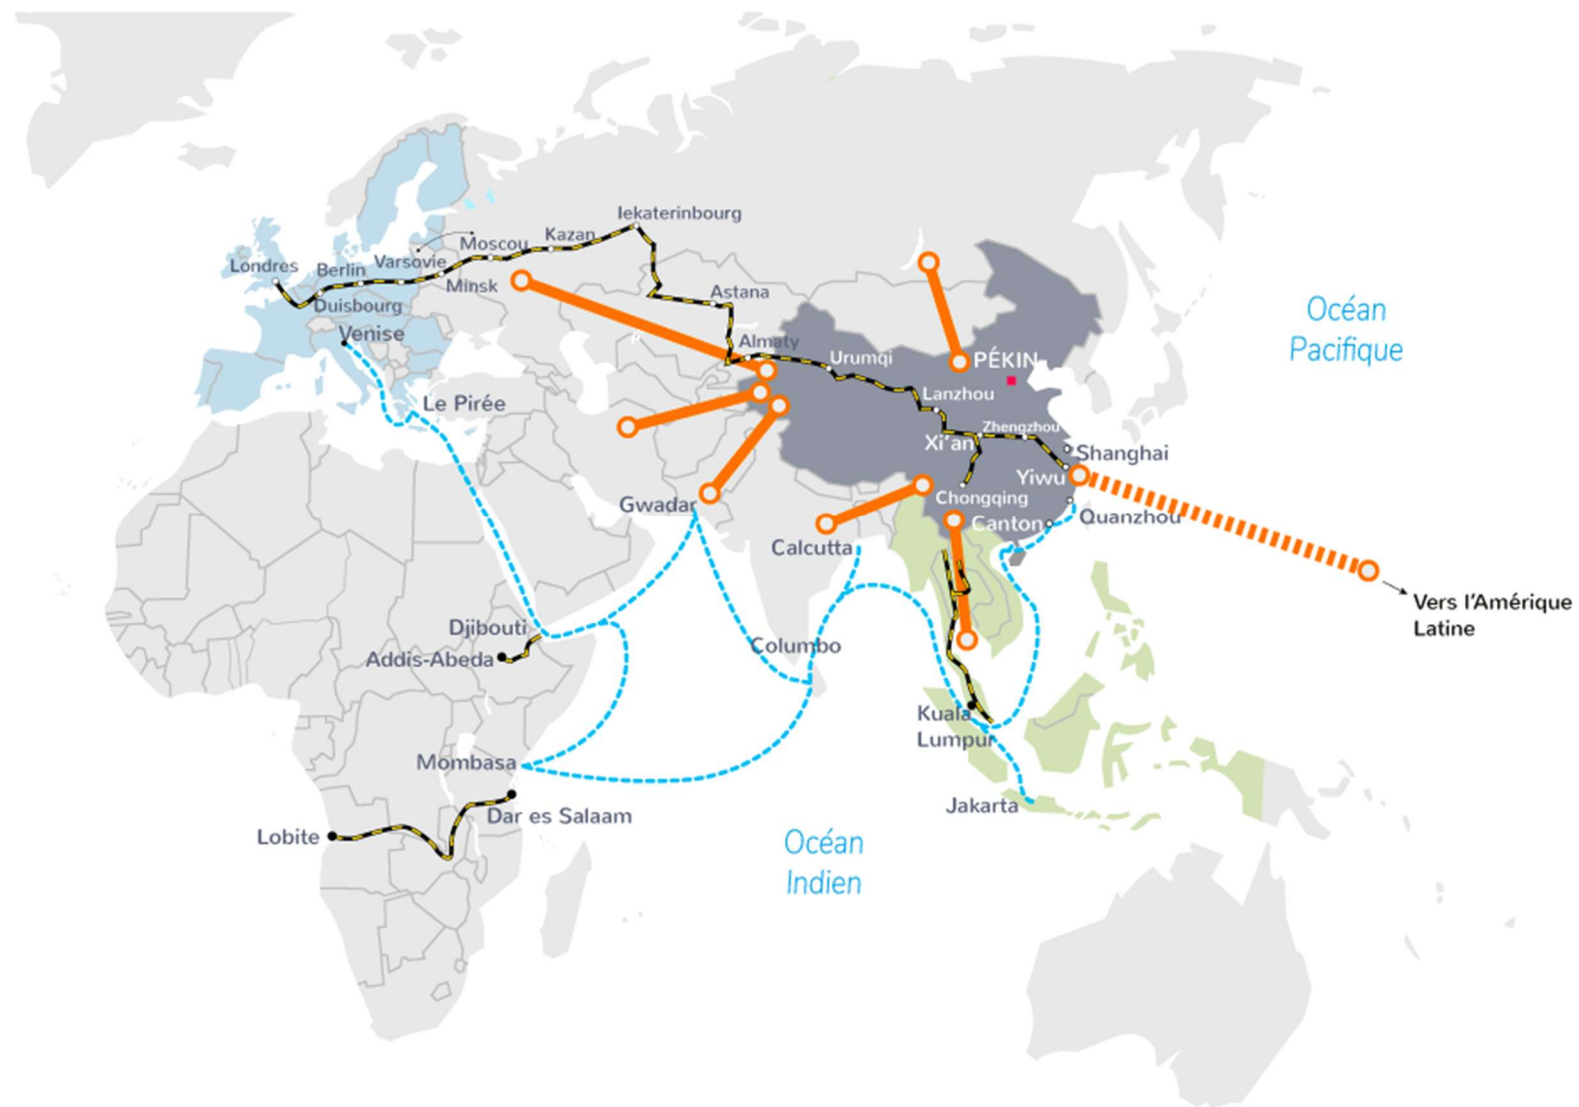 Iekaterinbourg
Kazan
Moscou
Varsovie
Berlin
Londres
Minsk
Duisbourg
Venise
Astana
Océan
Pacifique
Almaty
Urumqi
PÉKIN
Lanzhou
Le Pirée
Zhengzhou
Xi'an
Shanghai
Yiwu
Chongqing
Gwadar
Canton
Quanzhou
Calcutta
Vers l'Amérique
Latine
Djibouti
Columbo
Addis-Abeda
Kuala
Lumpur
Mombasa
Jakarta
Dar es Salaam
Lobite
Océan
Indien